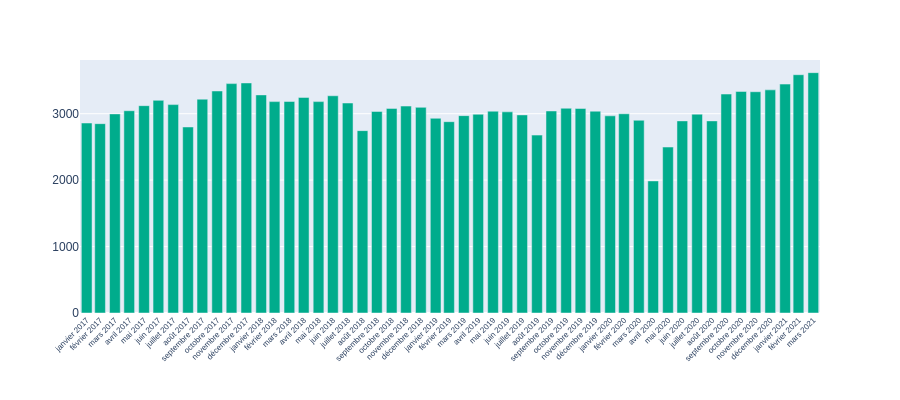 3000
2000
1000
0
janvier 2017
février 2017
mars 2017
avril 2017
mai 2017
juin 2017
juillet 2017
août 2017
septembre 2017
octobre 2017
novembre 2017
décembre 2017
janvier 2018
février 2018
mars 2018
avril 2018
mai 2018
juin 2018
juillet 2018
août 2018
septembre 2018
octobre 2018
novembre 2018
décembre 2018
janvier 2019
février 2019
mars 2019
avril 2019
mai 2019
juin 2019
juillet 2019
août 2019
septembre 2019
octobre 2019
novembre 2019
décembre 2019
janvier 2020
février 2020
mars 2020
avril 2020
mai 2020
juin 2020
juillet 2020
août 2020
septembre 2020
octobre 2020
novembre 2020
décembre 2020
janvier 2021
février 2021
mars 2021